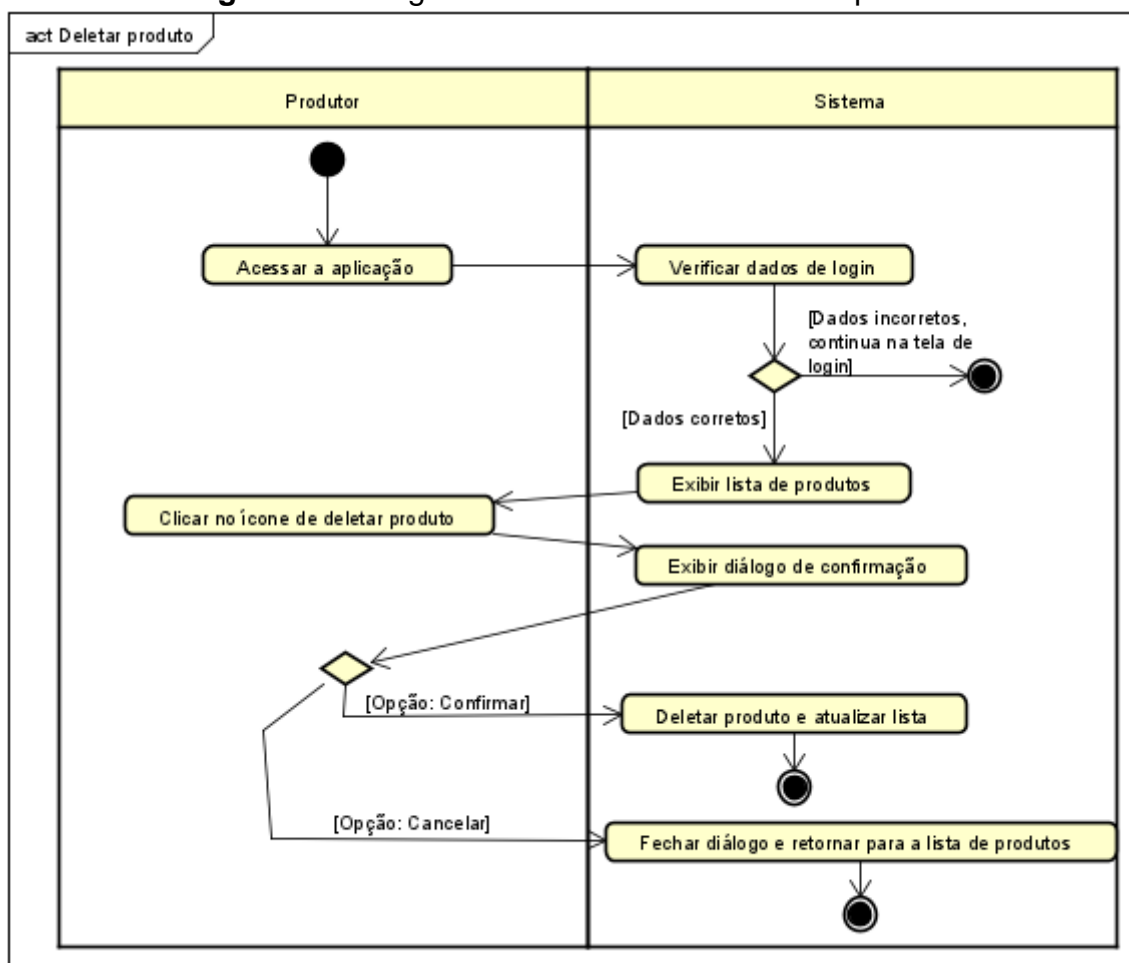 act Deletar produto
Produtor
Sistema
Acessar a aplicação
Verificar dados de login
[Dados incorretos,
continua na tela de
login]
[Dados corretos]
Exibir lista de produtos
Clicar no ícone de deletar produto
Exibir diálogo de confirmação
[Opção: Confirmar]
Deletar produto e atualizar lista
[Opção: Cancelar]
Fechar diálogo e retornar para a lista de produtos